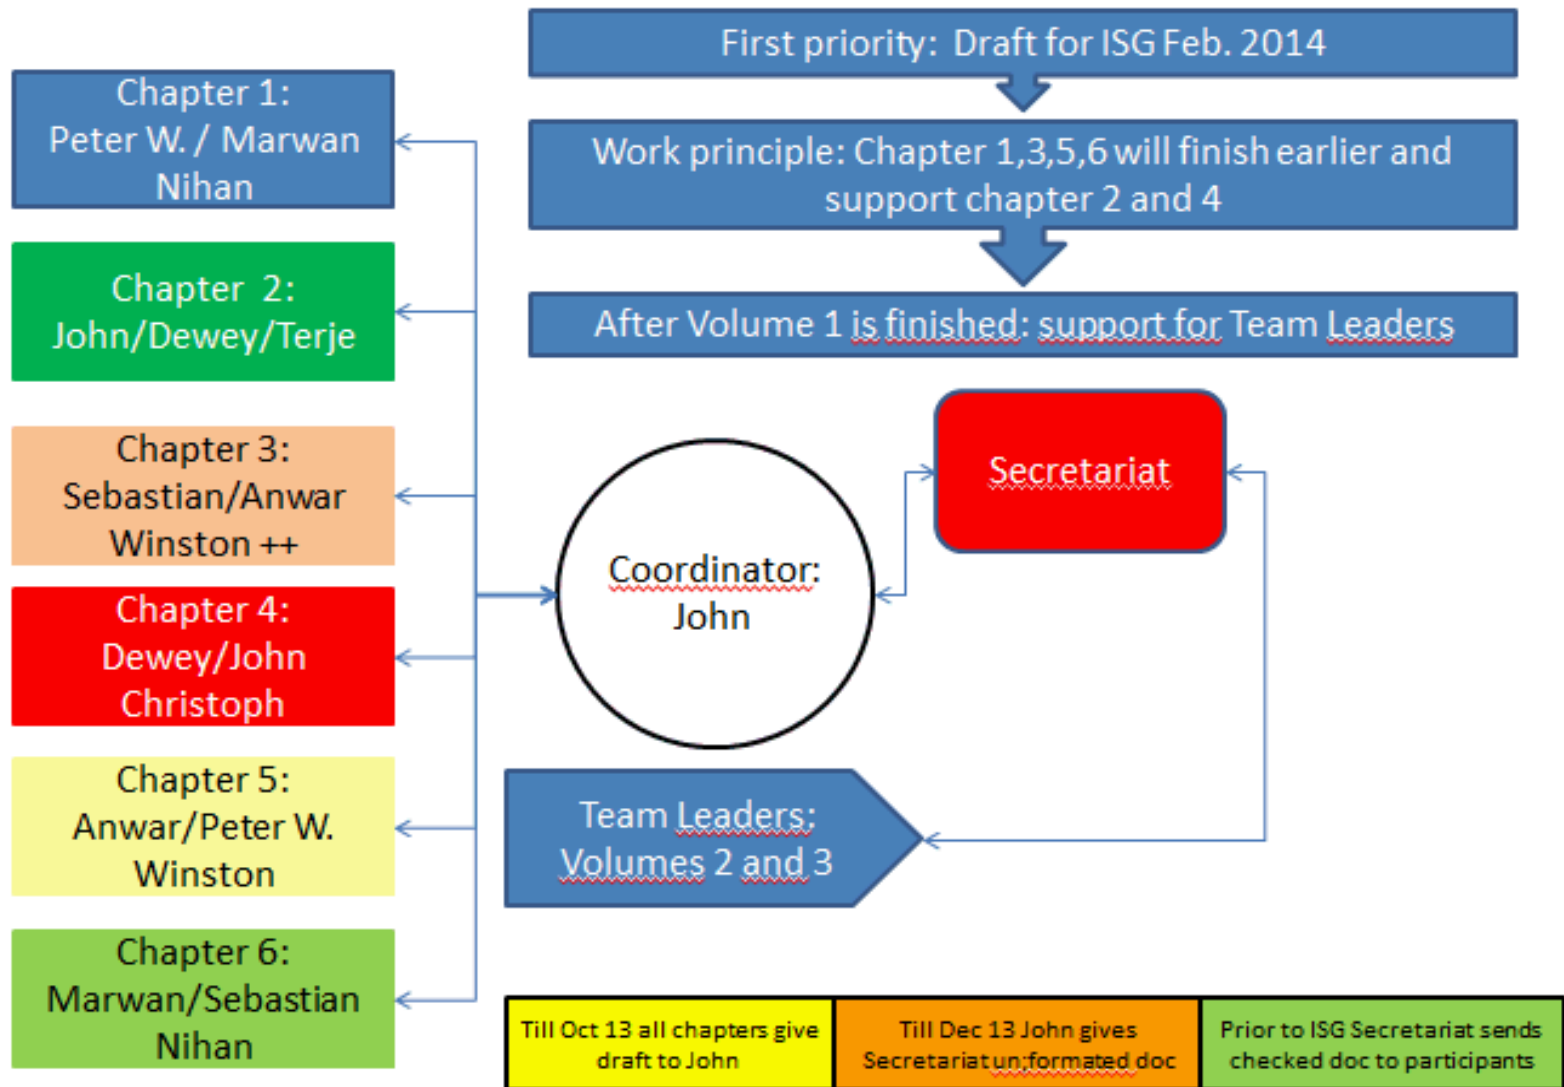 First priority:  Draft for ISG Feb. 2014
Work principle: Chapter 1,3,5,6 will finish earlier and
support chapter 2 and 4
After Volume 1 is finished: support for Team Leaders
Chapter 1:
Peter W. / Marwan
Nihan
Chapter  2:
John/Dewey/Terje
Chapter 3:
Sebastian/Anwar
Winston ++
Chapter 4:
Dewey/John
Christoph
Chapter 5:
Anwar/Peter W.
Winston
Chapter 6:
Marwan/Sebastian
Nihan
Secretariat
Coordinator:
John
Team Leaders:
Volumes 2 and 3
Till Oct 13 all chapters give
draft to John
Till Dec 13 John gives
Secretariat un;formated doc
Prior to ISG Secretariat sends
checked doc to participants